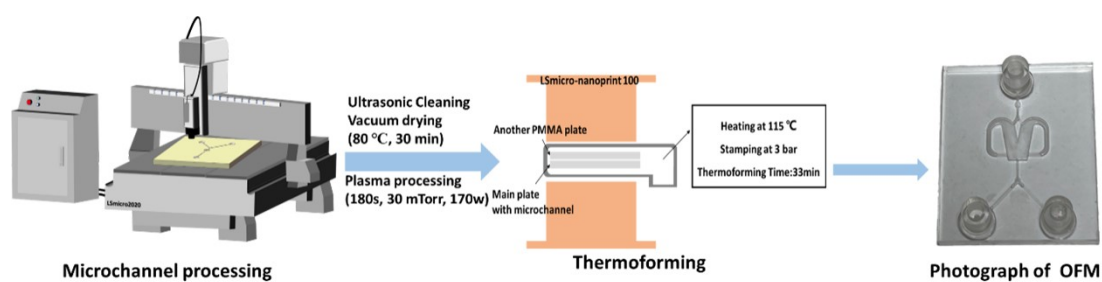 LSmicro2020
Microchannel processing
Ultrasonic Cleaning
Vacuum drying
(80 °C, 30 min)
Plasma processing
(180s, 30 mTorr, 170w)
LSmicro-nanoprint 100
Another PMMA plate
Main plate
with microchannel
Thermoforming
Heating at 115 ℃
Stamping at 3 bar
Thermoforming Time:33min
Photograph of OFM